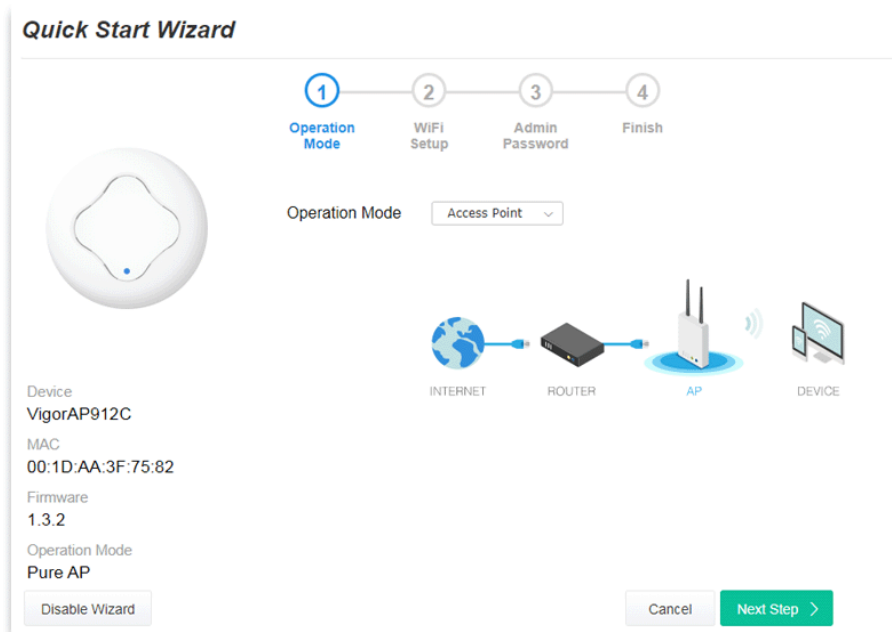 Quick Start Wizard
1
2
3
4
Operation
Mode
WiFi
Setup
Admin
Password
Finish
Operation Mode
Access Point
INTERNET
ROUTER
AP
DEVICE
Device
VigorAP912C
MAC
00:1D:AA:3F:75:82
Firmware
1.3.2
Operation Mode
Pure AP
Disable Wizard
Cancel
Next Step